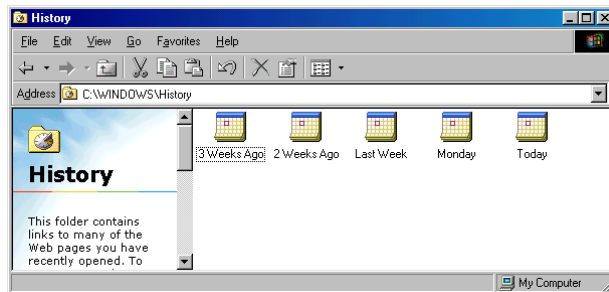 History
File Edit View Go Favorites Help
Address C:\WINDOWS\History
3 Weeks Ago 2 Weeks Ago Last Week Monday Today
History
This folder contains
links to many of the
Web pages you have
recently opened. To
My Computer